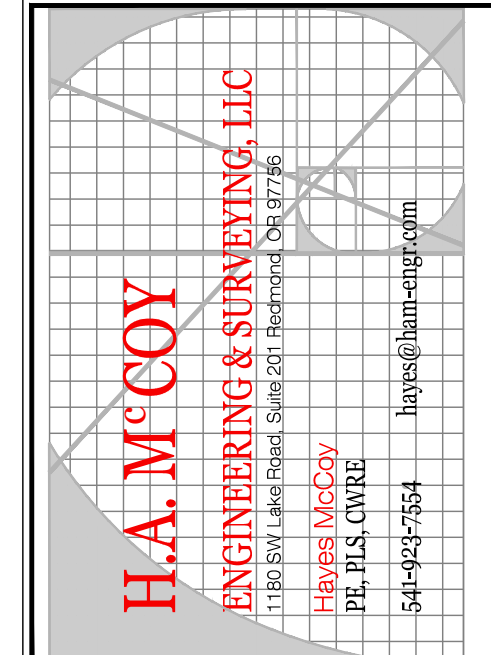 H.A. McCOY
ENGINEERING & SURVEYING, LLC
1180 SW Lake Road, Suite 201 Redmond, OR 97756
Hayes McCoy
PE, PLS, CWRE
541-923-7554 hayes@ham-engr.com